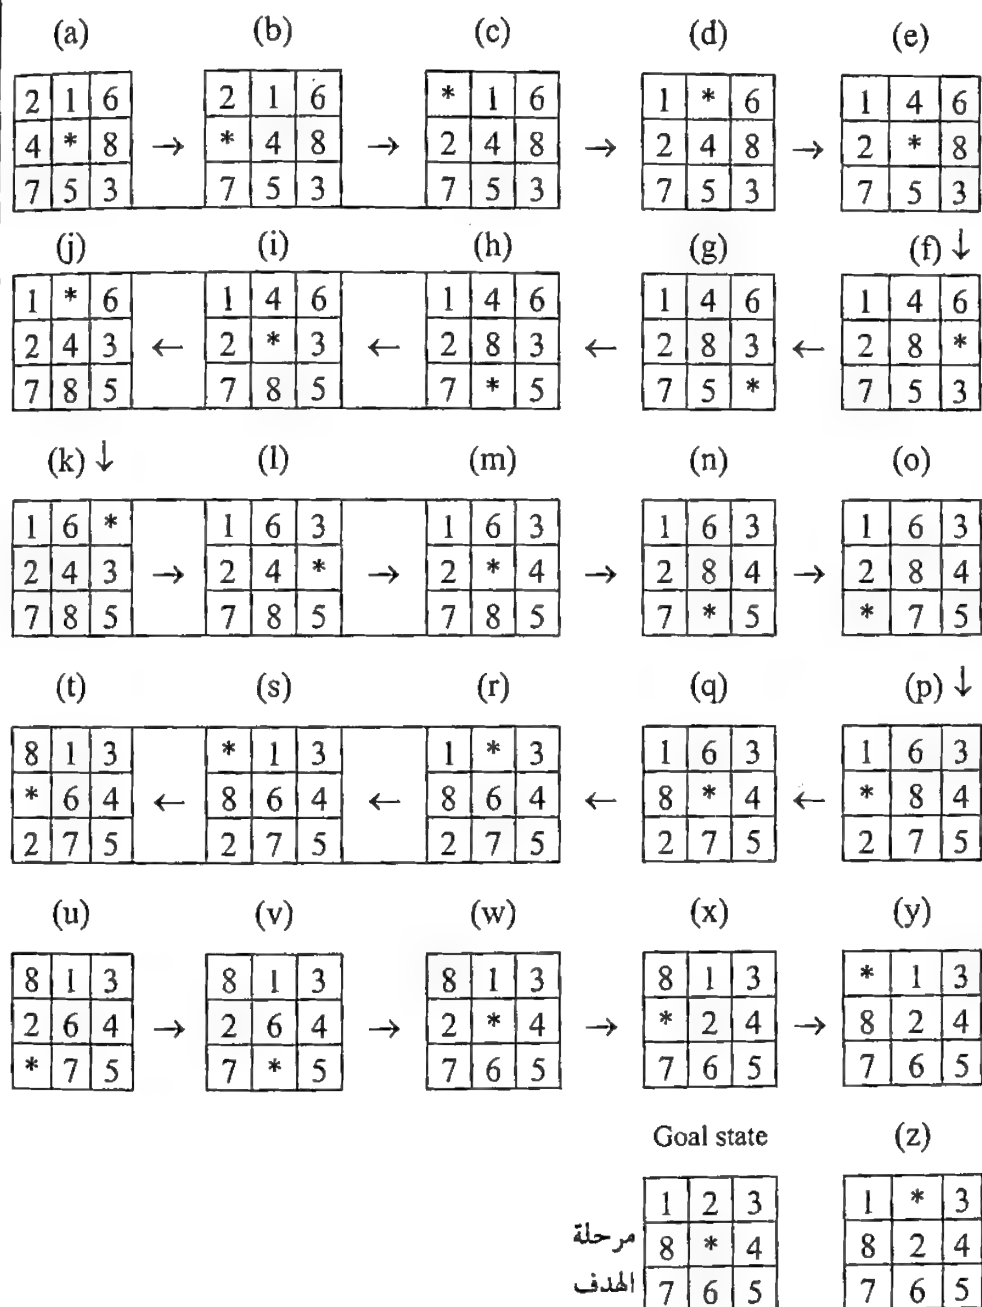 (a) (b) (c) (d) (e)
2 1 6 2 1 6 * 1 6 1 * 6 1 4 6
4 * 8 → * 4 8 → 2 4 8 → 2 4 8 → 2 * 8
7 5 3 7 5 3 7 5 3 7 5 3 7 5 3
(j) (i) (h) (g) (f) ↓
1 * 6 1 4 6 1 4 6 1 4 6 1 4 6
2 4 3 ← 2 * 3 ← 2 8 3 ← 2 8 3 ← 2 8 *
7 8 5 7 8 5 7 * 5 7 5 * 7 5 3
(k) ↓ (l) (m) (n) (o)
1 6 * 1 6 3 1 6 3 1 6 3 1 6 3
2 4 3 → 2 4 * → 2 * 4 → 2 8 4 → 2 8 4
7 8 5 7 8 5 7 8 5 7 * 5 * 7 5
(t) (s) (r) (q) (p) ↓
8 1 3 * 1 3 1 * 3 1 6 3 1 6 3
* 6 4 ← 8 6 4 ← 8 6 4 ← 8 * 4 ← * 8 4
2 7 5 2 7 5 2 7 5 2 7 5 2 7 5
(u) (v) (w) (x) (y)
8 1 3 8 1 3 8 1 3 8 1 3 * 1 3
2 6 4 → 2 6 4 → 2 * 4 → * 2 4 → 8 2 4
* 7 5 7 * 5 7 6 5 7 6 5 7 6 5
Goal state (z)
1 2 3 1 * 3
مرحلة 8 * 4 8 2 4
الهدف 7 6 5 7 6 5